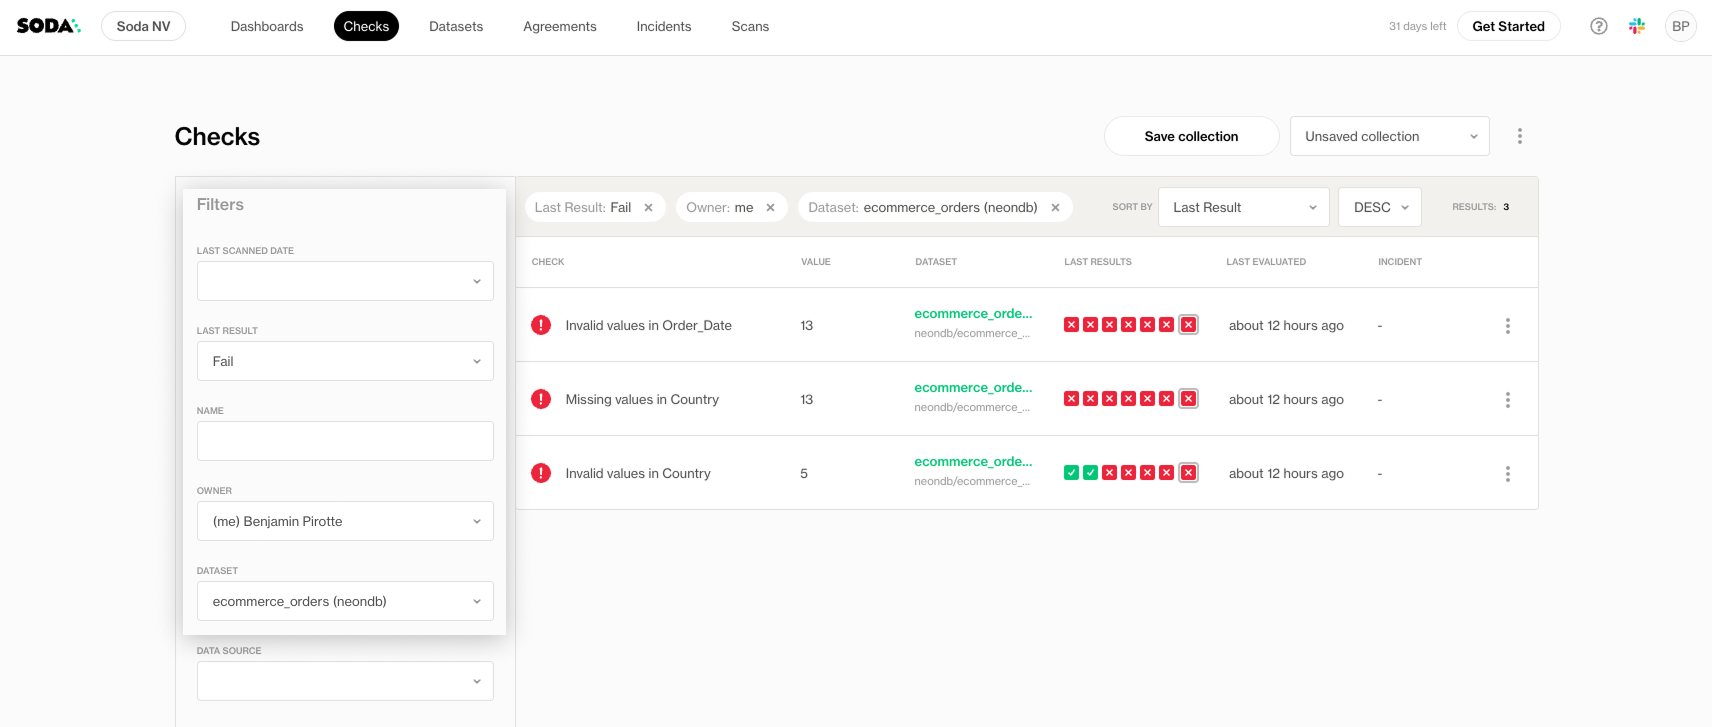 SODA
Soda NV
Dashboards
Checks
Datasets
Agreements
Incidents
Scans
31 days left
Get Started
BP
Checks
Save collection
Unsaved collection
Filters
LAST SCANNED DATE
LAST RESULT
Fail
NAME
OWNER
(me) Benjamin Pirotte
DATASET
ecommerce_orders (neondb)
DATA SOURCE
Last Result: Fail
Owner: me
Dataset: ecommerce_orders (neondb)
SORT BY
Last Result
DESC
RESULTS: 3
CHECK VALUE DATASET LAST RESULTS LAST EVALUATED INCIDENT
Invalid values in Order_Date 13 ecommerce_orde... about 12 hours ago -
neondb/ecommerce_...
Missing values in Country 13 ecommerce_orde... about 12 hours ago -
neondb/ecommerce_...
Invalid values in Country 5 ecommerce_orde... about 12 hours ago -
neondb/ecommerce_...